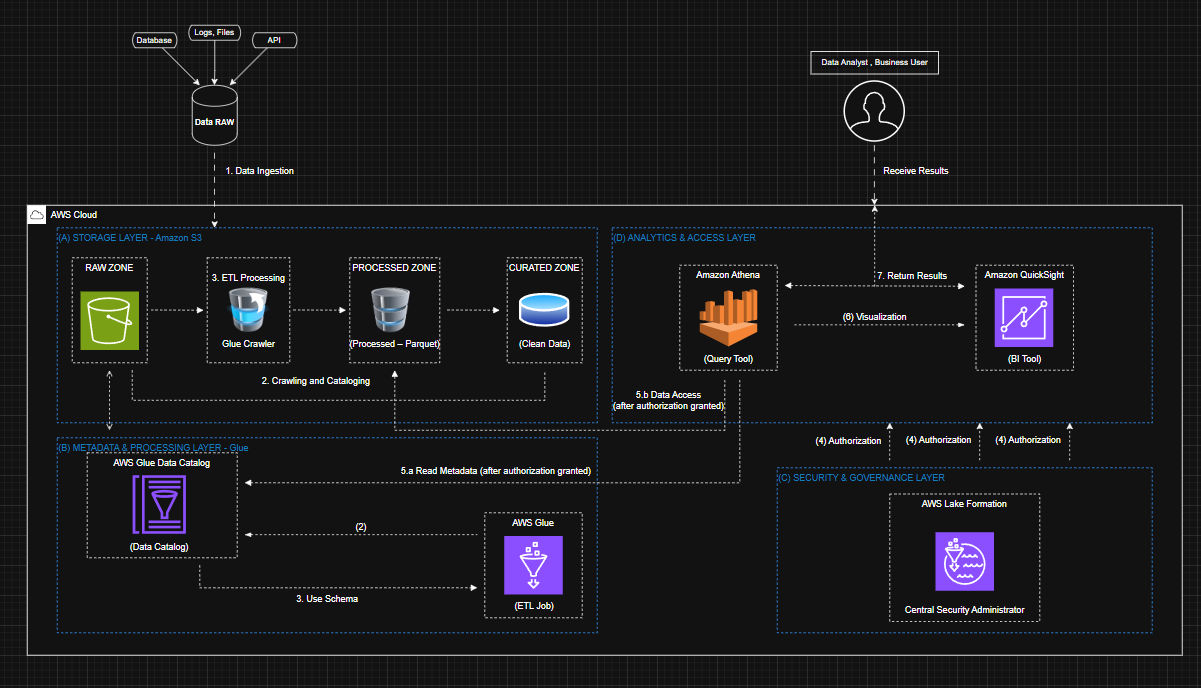 Database
Logs, Files
API
Data RAW
1. Data Ingestion
Data Analyst , Business User
Receive Results
AWS Cloud
(A) STORAGE LAYER - Amazon S3
RAW ZONE
3. ETL Processing
Glue Crawler
PROCESSED ZONE
(Processed – Parquet)
CURATED ZONE
(Clean Data)
2. Crawling and Cataloging
(D) ANALYTICS & ACCESS LAYER
Amazon Athena
(Query Tool)
7. Return Results
(6) Visualization
Amazon QuickSight
(BI Tool)
5.b Data Access
(after authorization granted)
(4) Authorization
(4) Authorization
(4) Authorization
(B) METADATA & PROCESSING LAYER - Glue
AWS Glue Data Catalog
(Data Catalog)
5.a Read Metadata (after authorization granted)
(2)
3. Use Schema
AWS Glue
(ETL Job)
(C) SECURITY & GOVERNANCE LAYER
AWS Lake Formation
Central Security Administrator